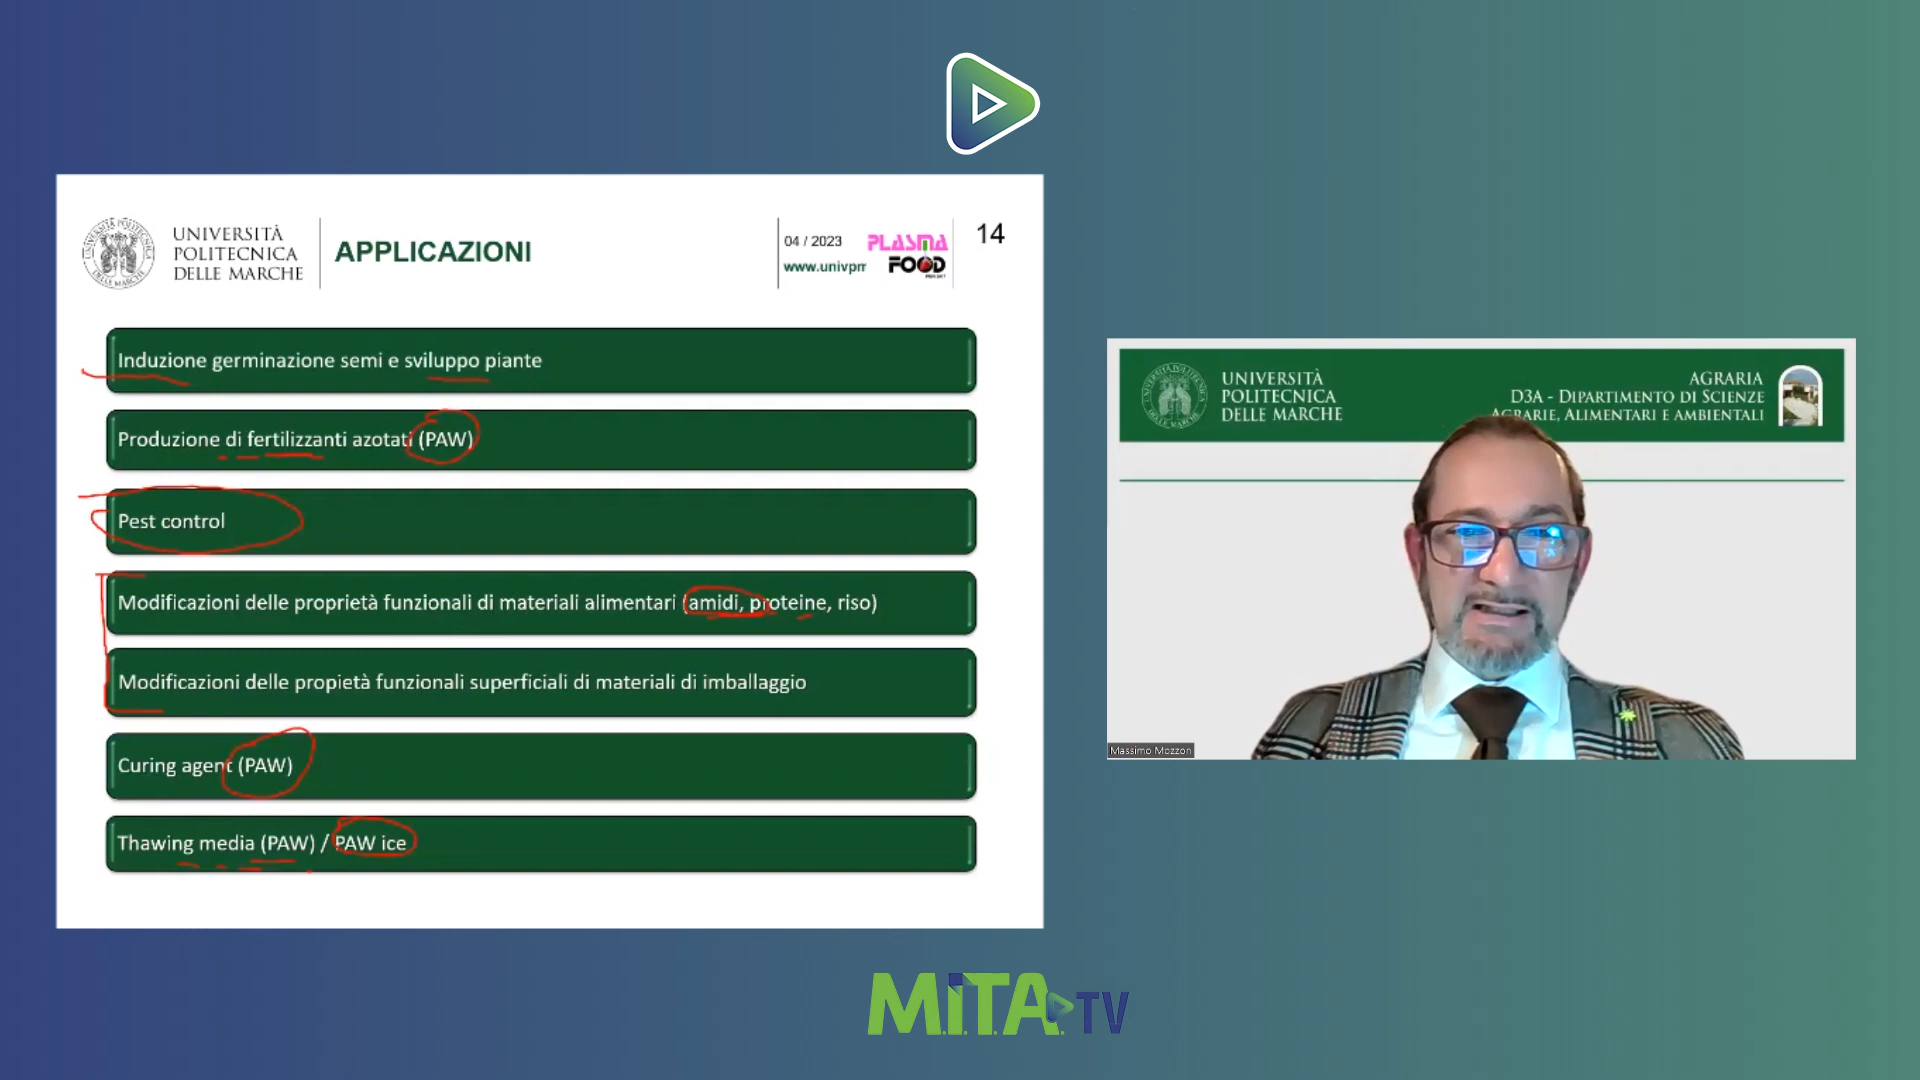 UNIVERSITÀ
POLITECNICA
DELLE MARCHE
APPLICAZIONI
04 / 2023
www.univpm
PLASMA
FOOD
14
Induzione germinazione semi e sviluppo piante
Produzione di fertilizzanti azotati (PAW)
Pest control
Modificazioni delle proprietà funzionali di materiali alimentari (amidi, proteine, riso)
Modificazioni delle propietà funzionali superficiali di materiali di imballaggio
Curing agent (PAW)
Thawing media (PAW) / PAW ice
UNIVERSITÀ
POLITECNICA
DELLE MARCHE
AGRARIA
D3A - DIPARTIMENTO DI SCIENZE
AGRARIE, ALIMENTARI E AMBIENTALI
Massimo Mozzon
M.I.T.A. TV